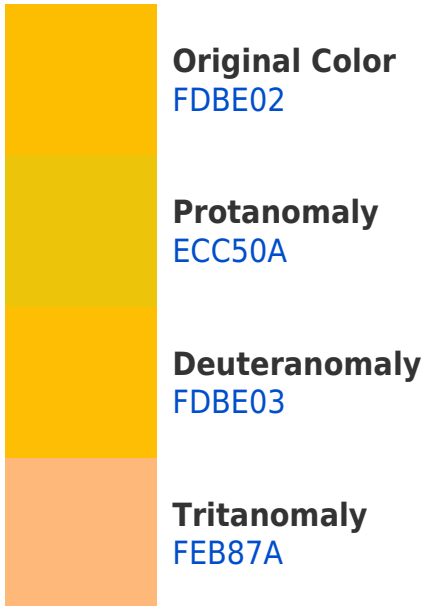 Original Color
FDBE02
Protanomaly
ECC50A
Deuteranomaly
FDBE03
Tritanomaly
FEB87A